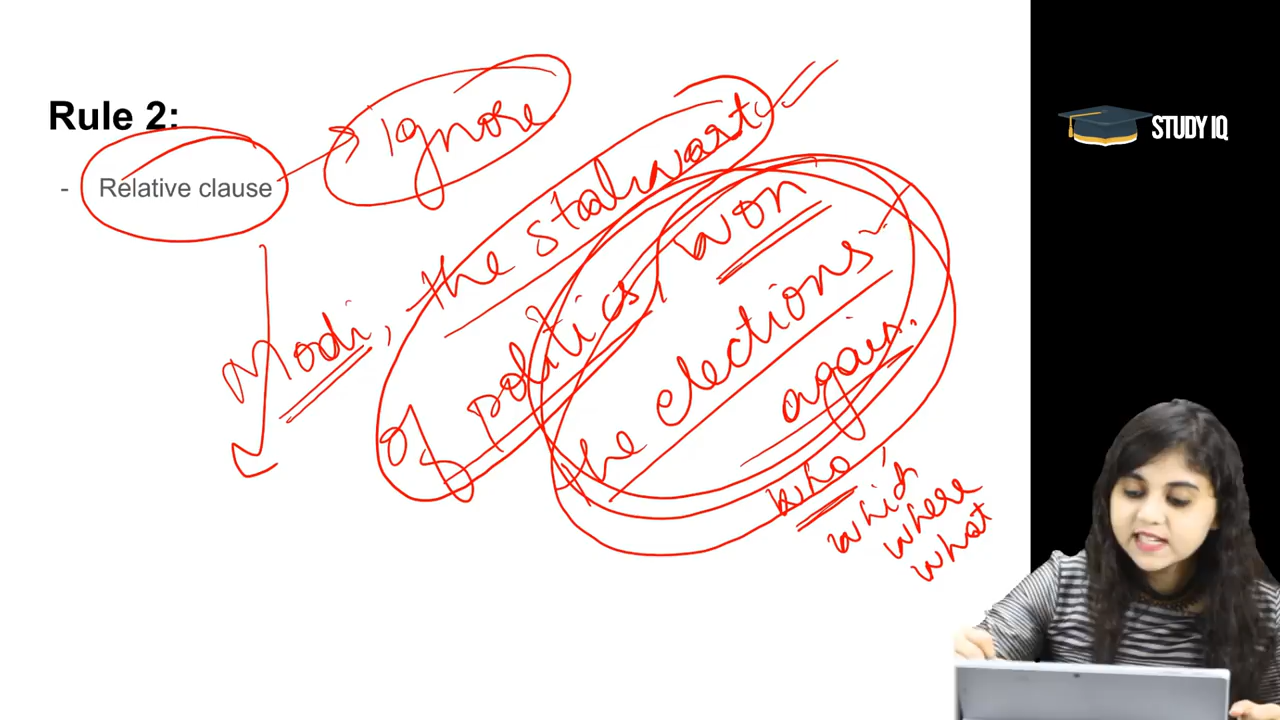 Rule 2:
- Relative clause
Ignore
Modi, the stalwart
of politics, won
the elections
again.
who,
which
where
what
STUDY IQ